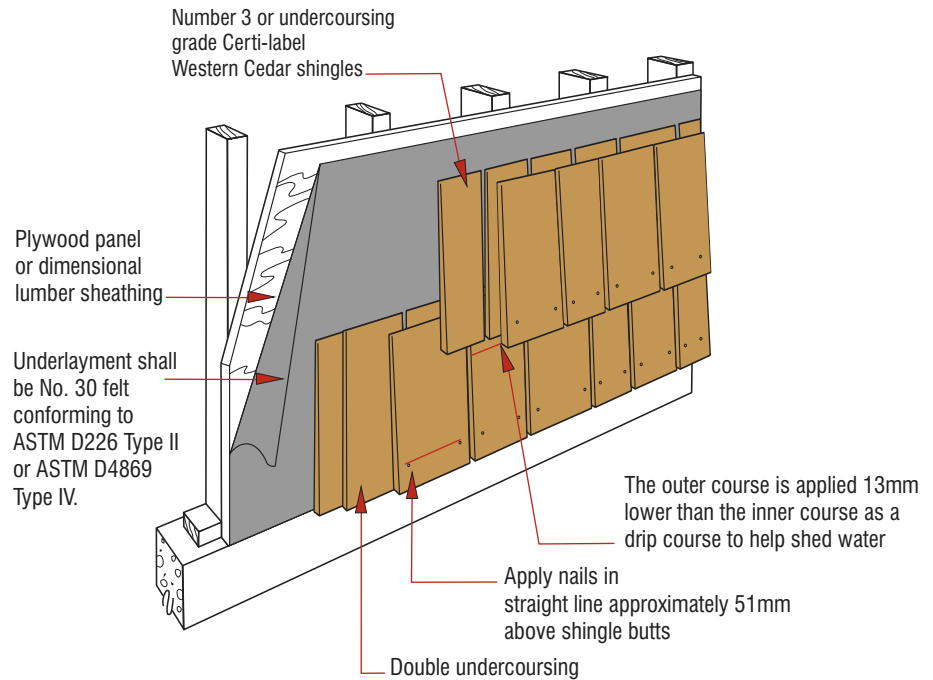 Number 3 or undercoursing
grade Certi-label
Western Cedar shingles
Plywood panel
or dimensional
lumber sheathing
Underlayment shall
be No. 30 felt
conforming to
ASTM D226 Type II
or ASTM D4869
Type IV.
The outer course is applied 13mm
lower than the inner course as a
drip course to help shed water
Apply nails in
straight line approximately 51mm
above shingle butts
Double undercoursing